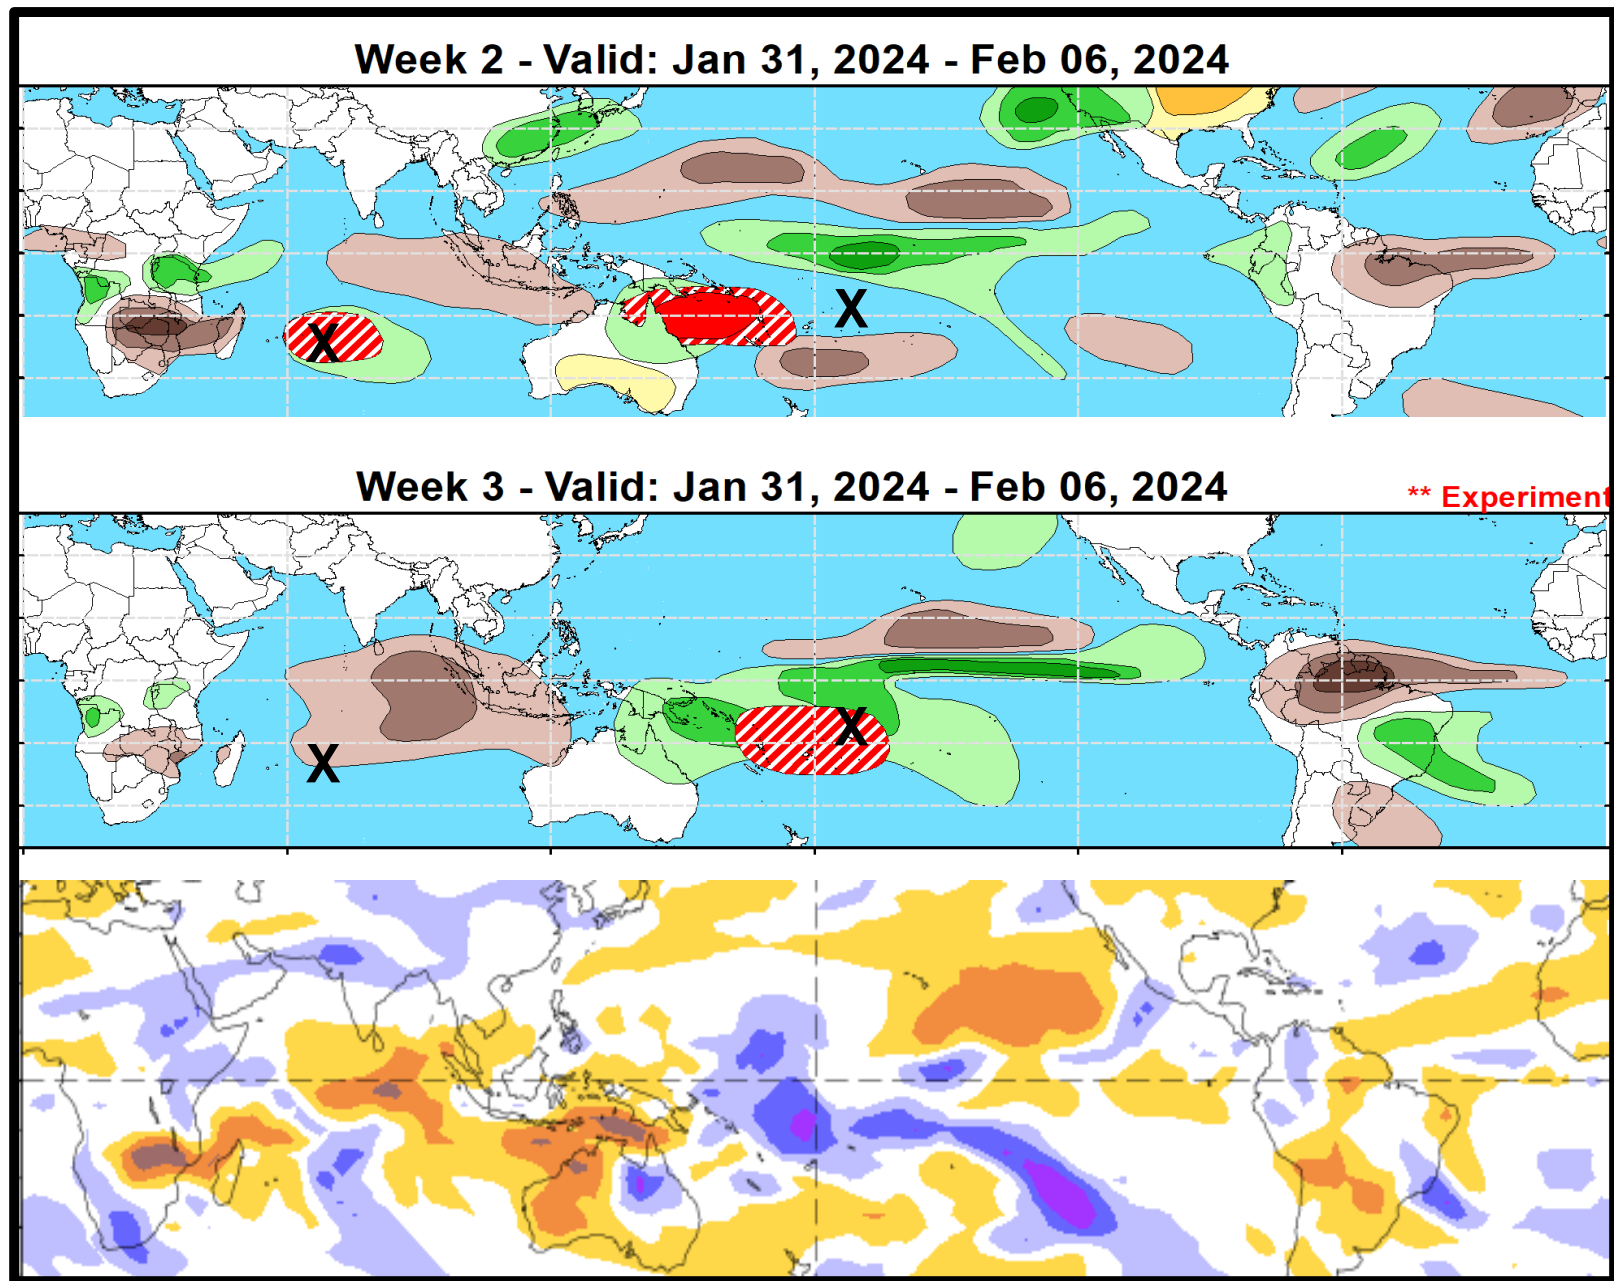 Week 2 - Valid: Jan 31, 2024 - Feb 06, 2024
X
X
Week 3 - Valid: Jan 31, 2024 - Feb 06, 2024
** Experiment
X
X